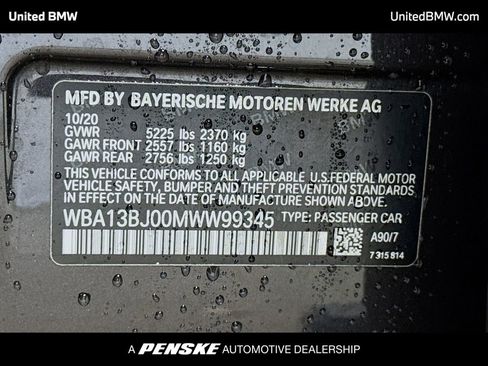 United BMW
UnitedBMW.com
MFD BY BAYERISCHE MOTOREN WERKE AG
10/20
GVWR 5225 lbs 2370 kg
GAWR FRONT 2557 lbs 1160 kg
GAWR REAR 2756 lbs 1250 kg
THIS VEHICLE CONFORMS TO ALL APPLICABLE U.S.FEDERAL MOTOR
VEHICLE SAFETY, BUMPER AND THEFT PREVENTION STANDARDS IN
EFFECT ON THE DATE OF MANUFACTURE SHOWN ABOVE.
WBA13BJ00MWW99345 TYPE: PASSENGER CAR
A90/7
7315814
A PENSKE AUTOMOTIVE DEALERSHIP